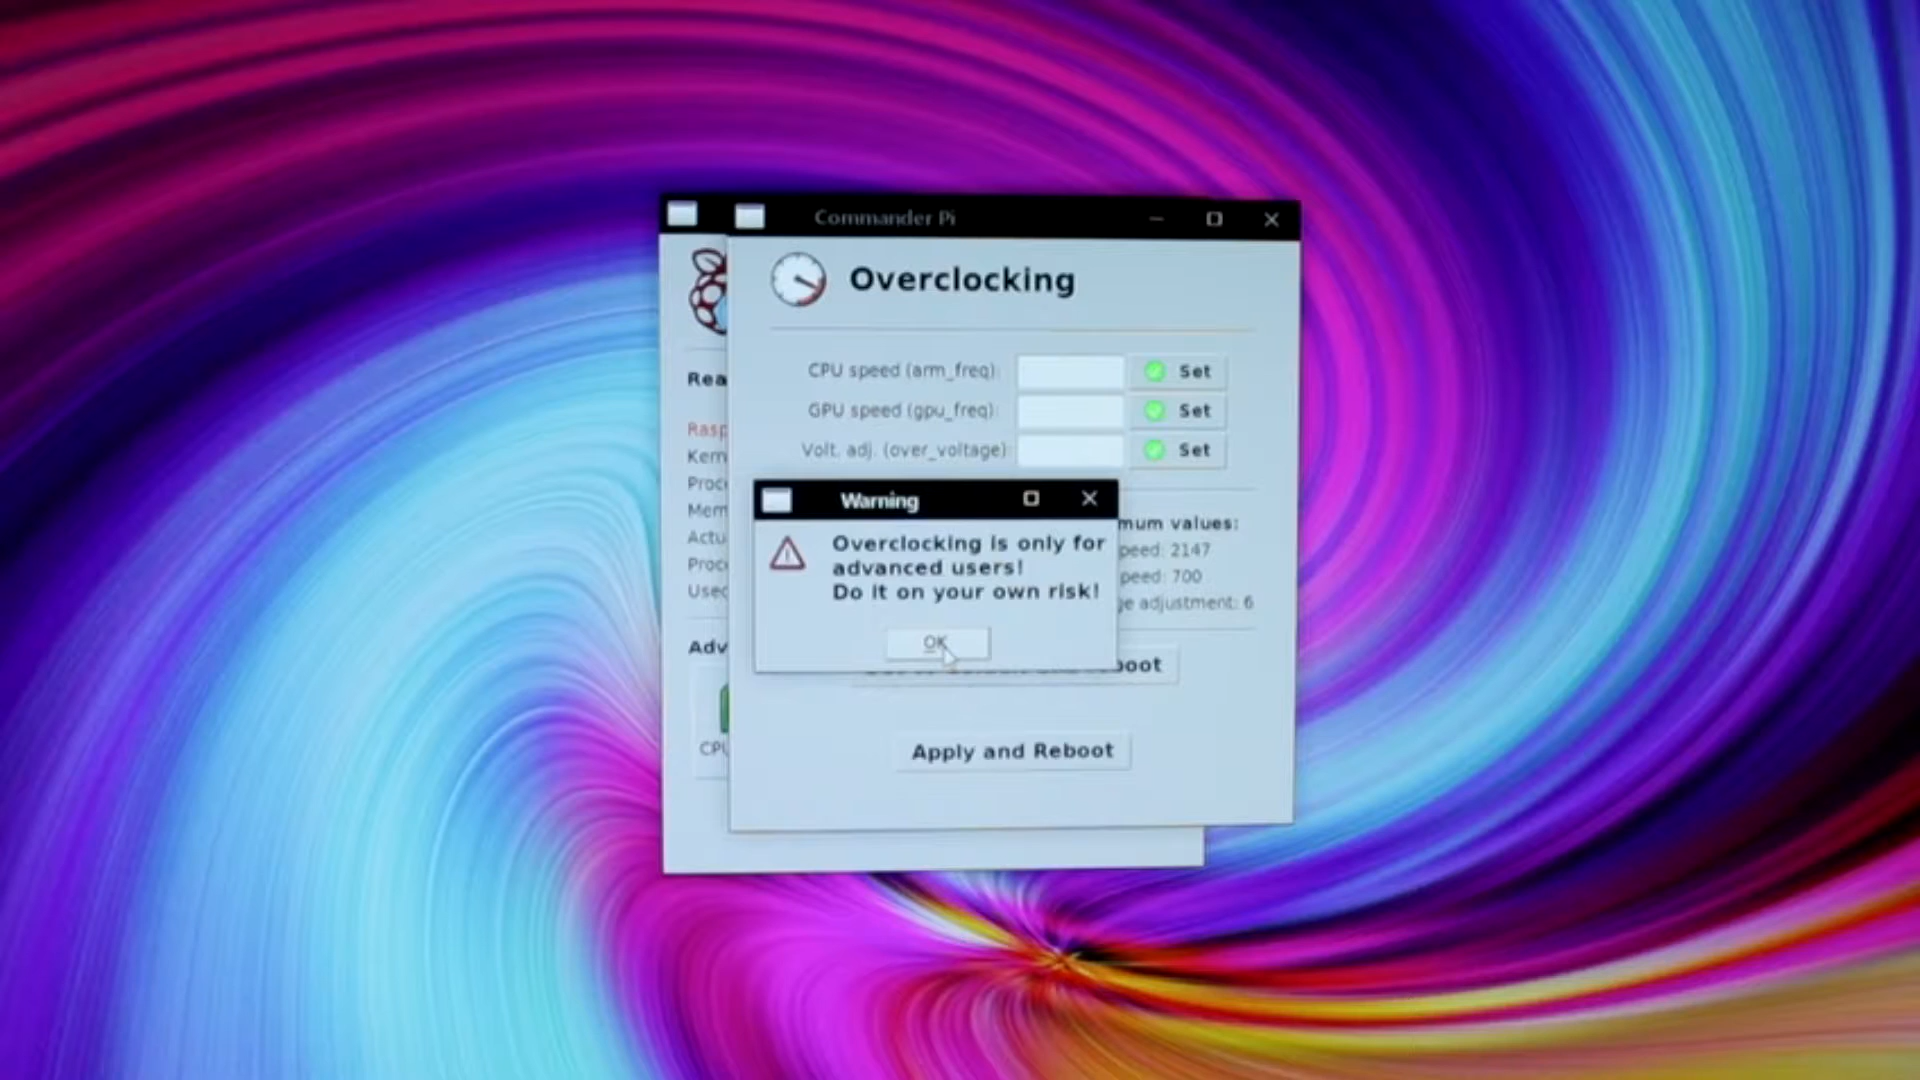 Commander Pi
Overclocking
CPU speed (arm_freq):
Set
GPU speed (gpu_freq):
Set
Volt. adj. (over_voltage):
Set
Warning
Overclocking is only for
advanced users!
Do it on your own risk!
OK
mum values:
peed: 2147
peed: 700
ge adjustment: 6
Apply and Reboot
Rea
Rasp
Kern
Proc
Mem
Actu
Proc
Used
Adv
CPU